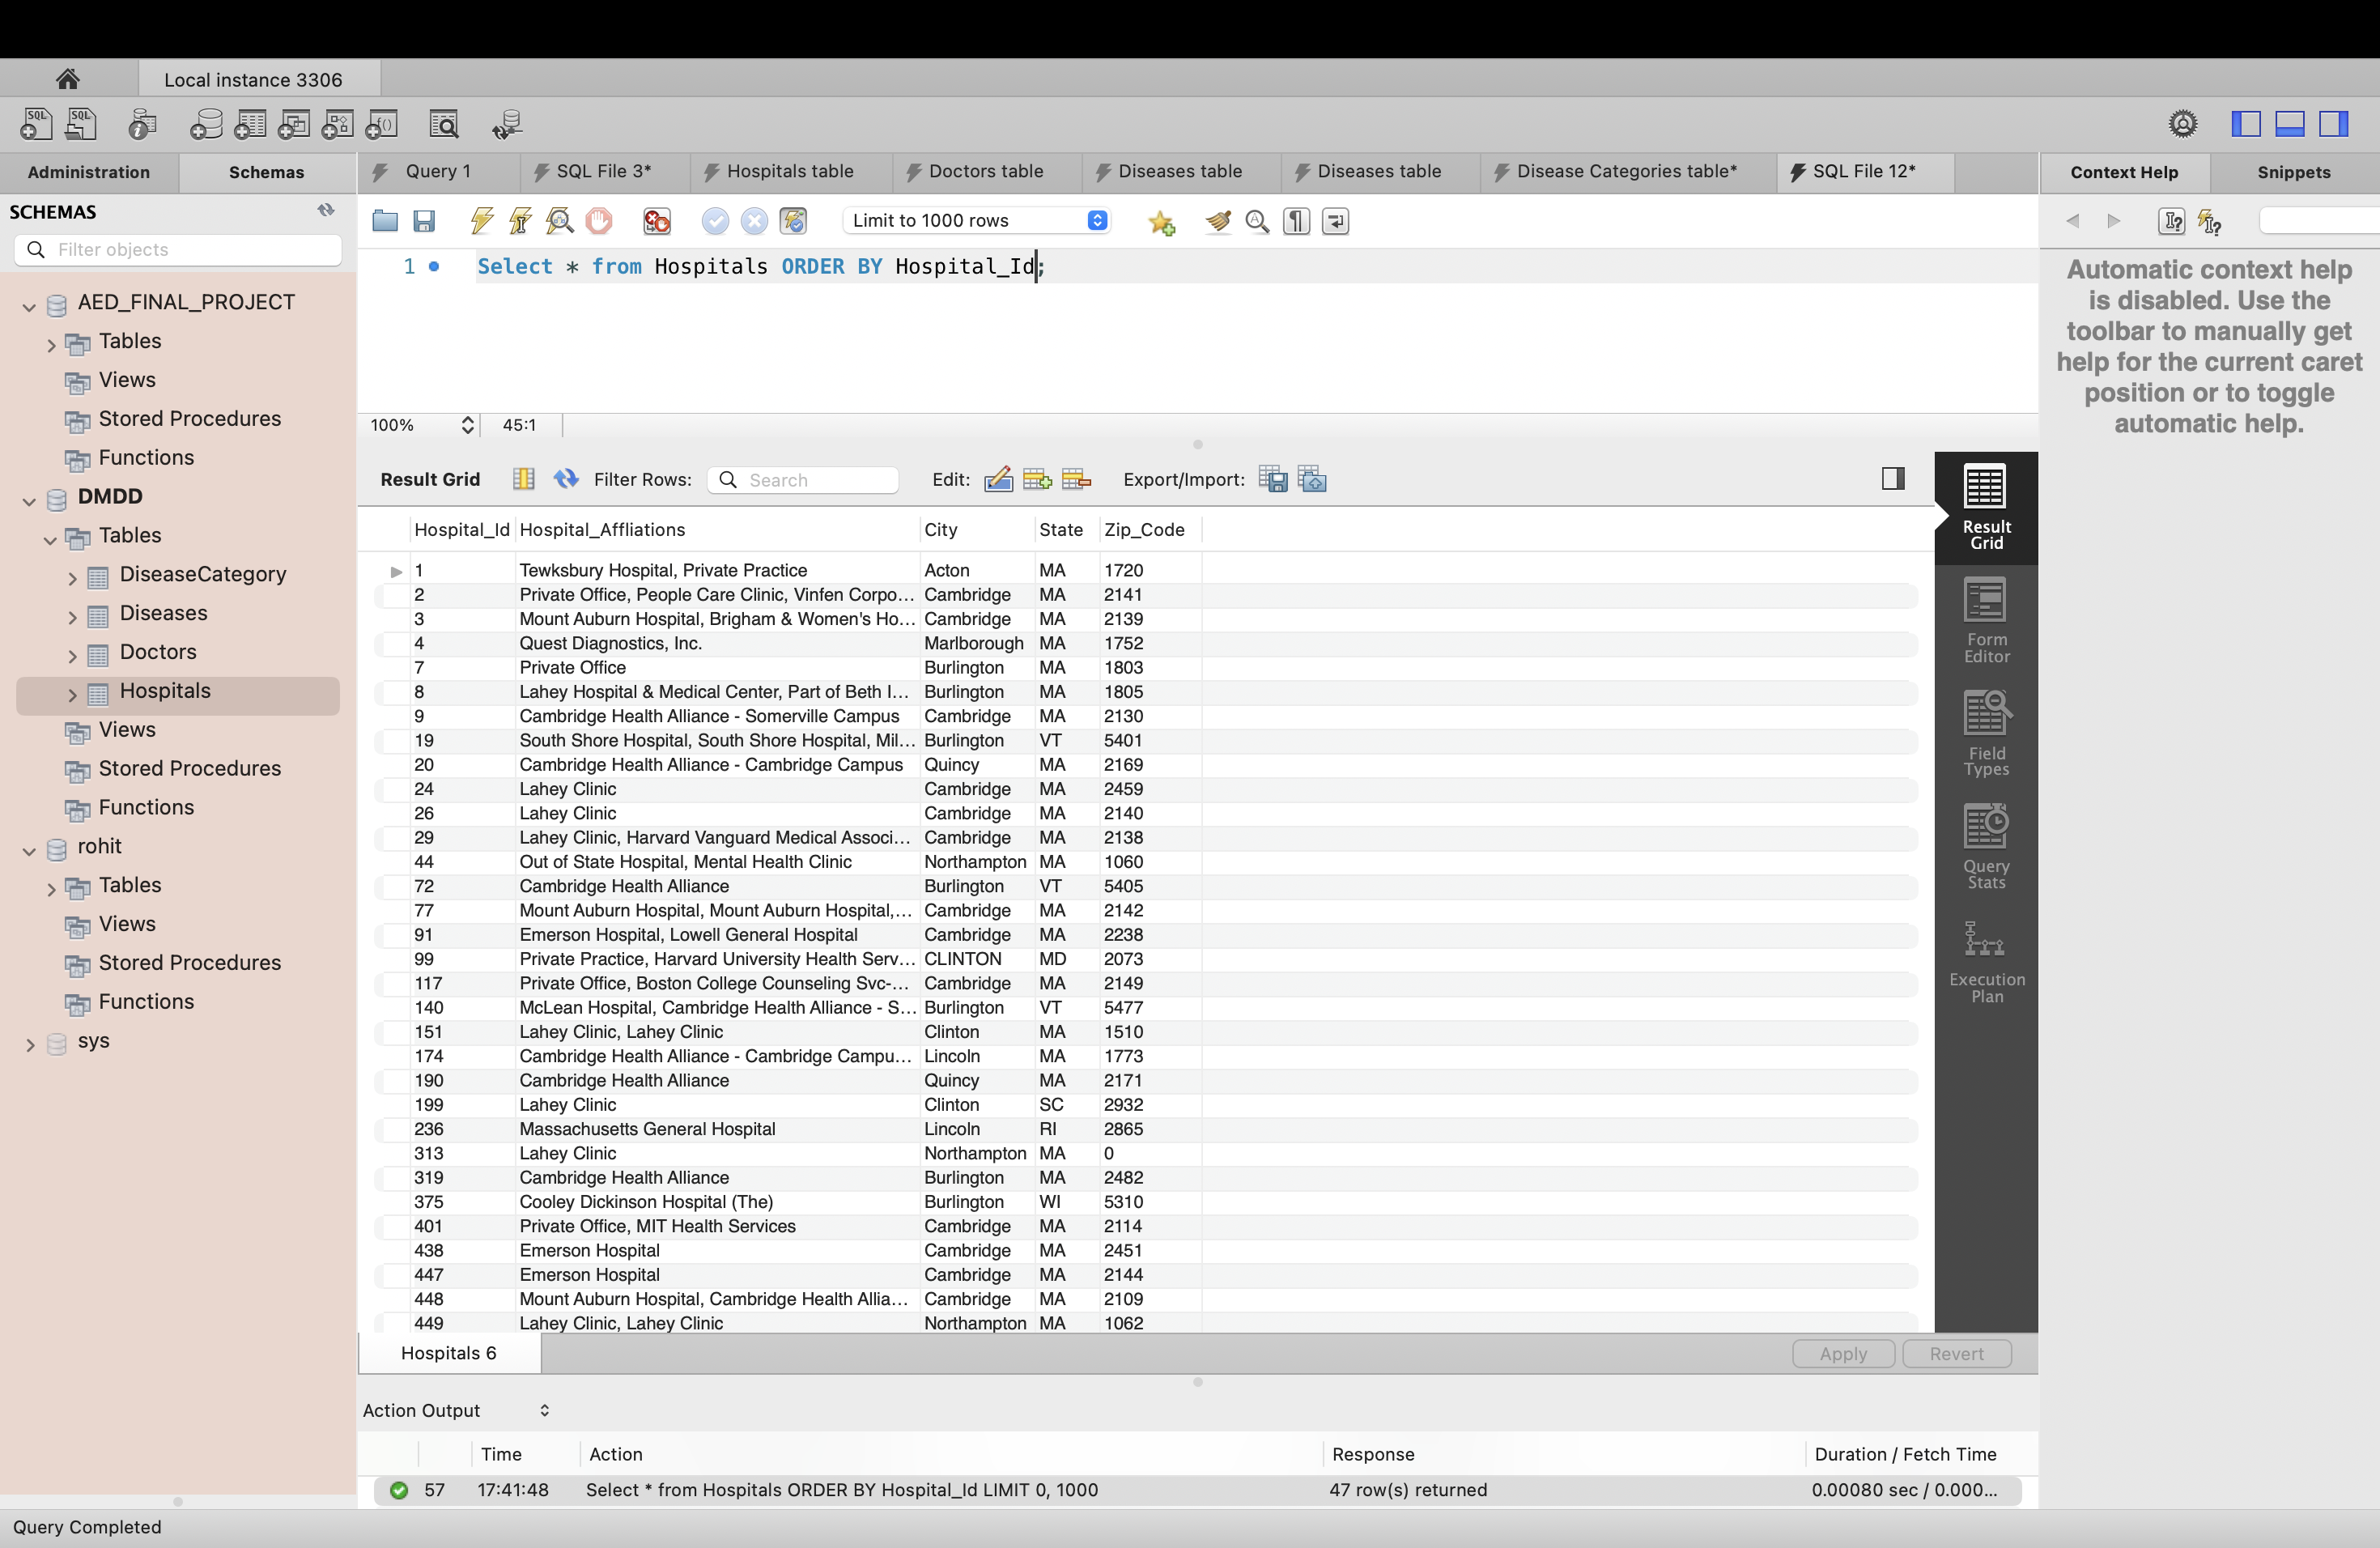 Local instance 3306
Administration Schemas
Query 1 SQL File 3* Hospitals table Doctors table Diseases table Diseases table Disease Categories table* SQL File 12*
Context Help Snippets
SCHEMAS
Filter objects
AED_FINAL_PROJECT
Tables
Views
Stored Procedures
Functions
DMDD
Tables
DiseaseCategory
Diseases
Doctors
Hospitals
Views
Stored Procedures
Functions
rohit
Tables
Views
Stored Procedures
Functions
sys
Limit to 1000 rows
1 Select * from Hospitals ORDER BY Hospital_Id;
100% 45:1
Automatic context help
is disabled. Use the
toolbar to manually get
help for the current caret
position or to toggle
automatic help.
Result Grid Filter Rows: Search Edit: Export/Import:
Hospital_Id Hospital_Affliations City State Zip_Code
1 Tewksbury Hospital, Private Practice Acton MA 1720
2 Private Office, People Care Clinic, Vinfen Corpo... Cambridge MA 2141
3 Mount Auburn Hospital, Brigham & Women's Ho... Cambridge MA 2139
4 Quest Diagnostics, Inc. Marlborough MA 1752
7 Private Office Burlington MA 1803
8 Lahey Hospital & Medical Center, Part of Beth I... Burlington MA 1805
9 Cambridge Health Alliance - Somerville Campus Cambridge MA 2130
19 South Shore Hospital, South Shore Hospital, Mil... Burlington VT 5401
20 Cambridge Health Alliance - Cambridge Campus Quincy MA 2169
24 Lahey Clinic Cambridge MA 2459
26 Lahey Clinic Cambridge MA 2140
29 Lahey Clinic, Harvard Vanguard Medical Associ... Cambridge MA 2138
44 Out of State Hospital, Mental Health Clinic Northampton MA 1060
72 Cambridge Health Alliance Burlington VT 5405
77 Mount Auburn Hospital, Mount Auburn Hospital,... Cambridge MA 2142
91 Emerson Hospital, Lowell General Hospital Cambridge MA 2238
99 Private Practice, Harvard University Health Serv... CLINTON MD 2073
117 Private Office, Boston College Counseling Svc-... Cambridge MA 2149
140 McLean Hospital, Cambridge Health Alliance - S... Burlington VT 5477
151 Lahey Clinic, Lahey Clinic Clinton MA 1510
174 Cambridge Health Alliance - Cambridge Campu... Lincoln MA 1773
190 Cambridge Health Alliance Quincy MA 2171
199 Lahey Clinic Clinton SC 2932
236 Massachusetts General Hospital Lincoln RI 2865
313 Lahey Clinic Northampton MA 0
319 Cambridge Health Alliance Burlington MA 2482
375 Cooley Dickinson Hospital (The) Burlington WI 5310
401 Private Office, MIT Health Services Cambridge MA 2114
438 Emerson Hospital Cambridge MA 2451
447 Emerson Hospital Cambridge MA 2144
448 Mount Auburn Hospital, Cambridge Health Allia... Cambridge MA 2109
449 Lahey Clinic, Lahey Clinic Northampton MA 1062
Result
Grid
Form
Editor
Field
Types
Query
Stats
Execution
Plan
Hospitals 6 Apply Revert
Action Output
Time Action Response Duration / Fetch Time
57 17:41:48 Select * from Hospitals ORDER BY Hospital_Id LIMIT 0, 1000 47 row(s) returned 0.00080 sec / 0.000...
Query Completed